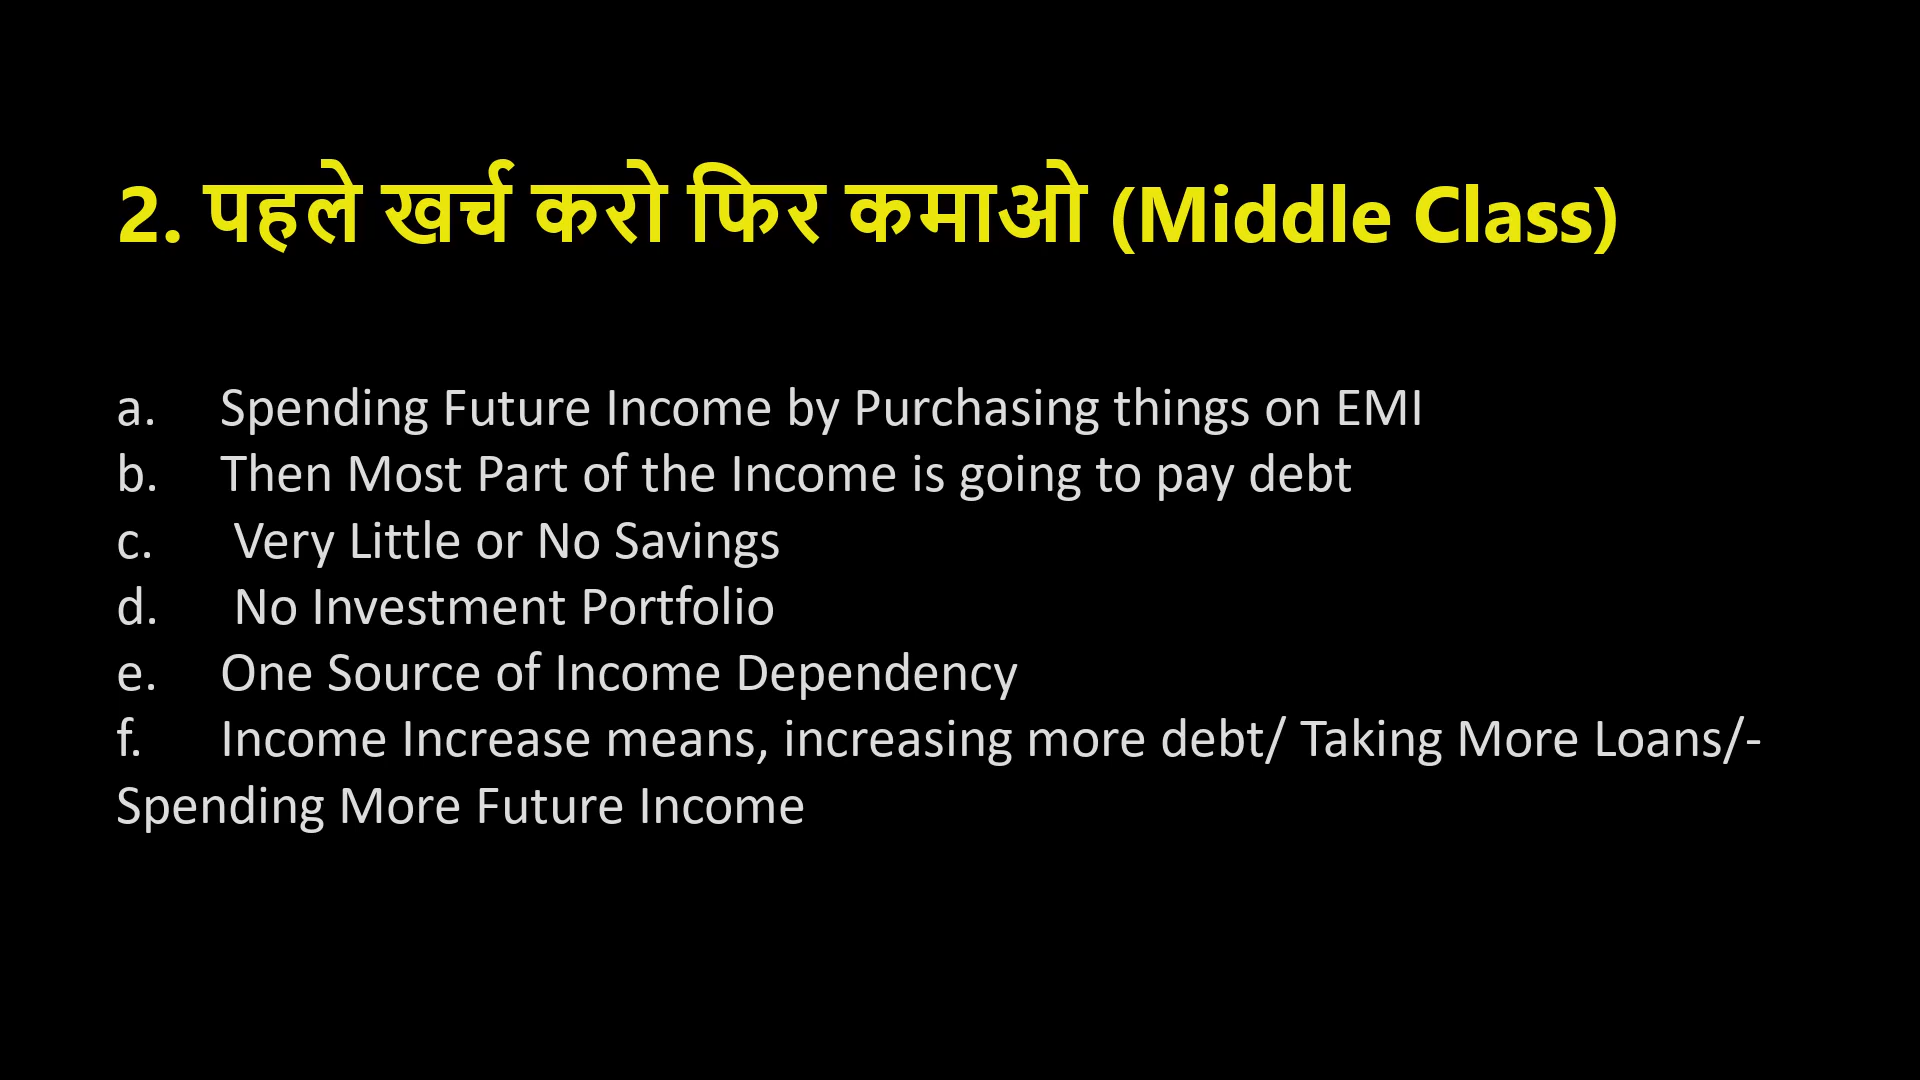 2. पहले खर्च करो फिर कमाओ (Middle Class)
a. Spending Future Income by Purchasing things on EMI
b. Then Most Part of the Income is going to pay debt
c. Very Little or No Savings
d. No Investment Portfolio
e. One Source of Income Dependency
f. Income Increase means, increasing more debt/ Taking More Loans/-
Spending More Future Income